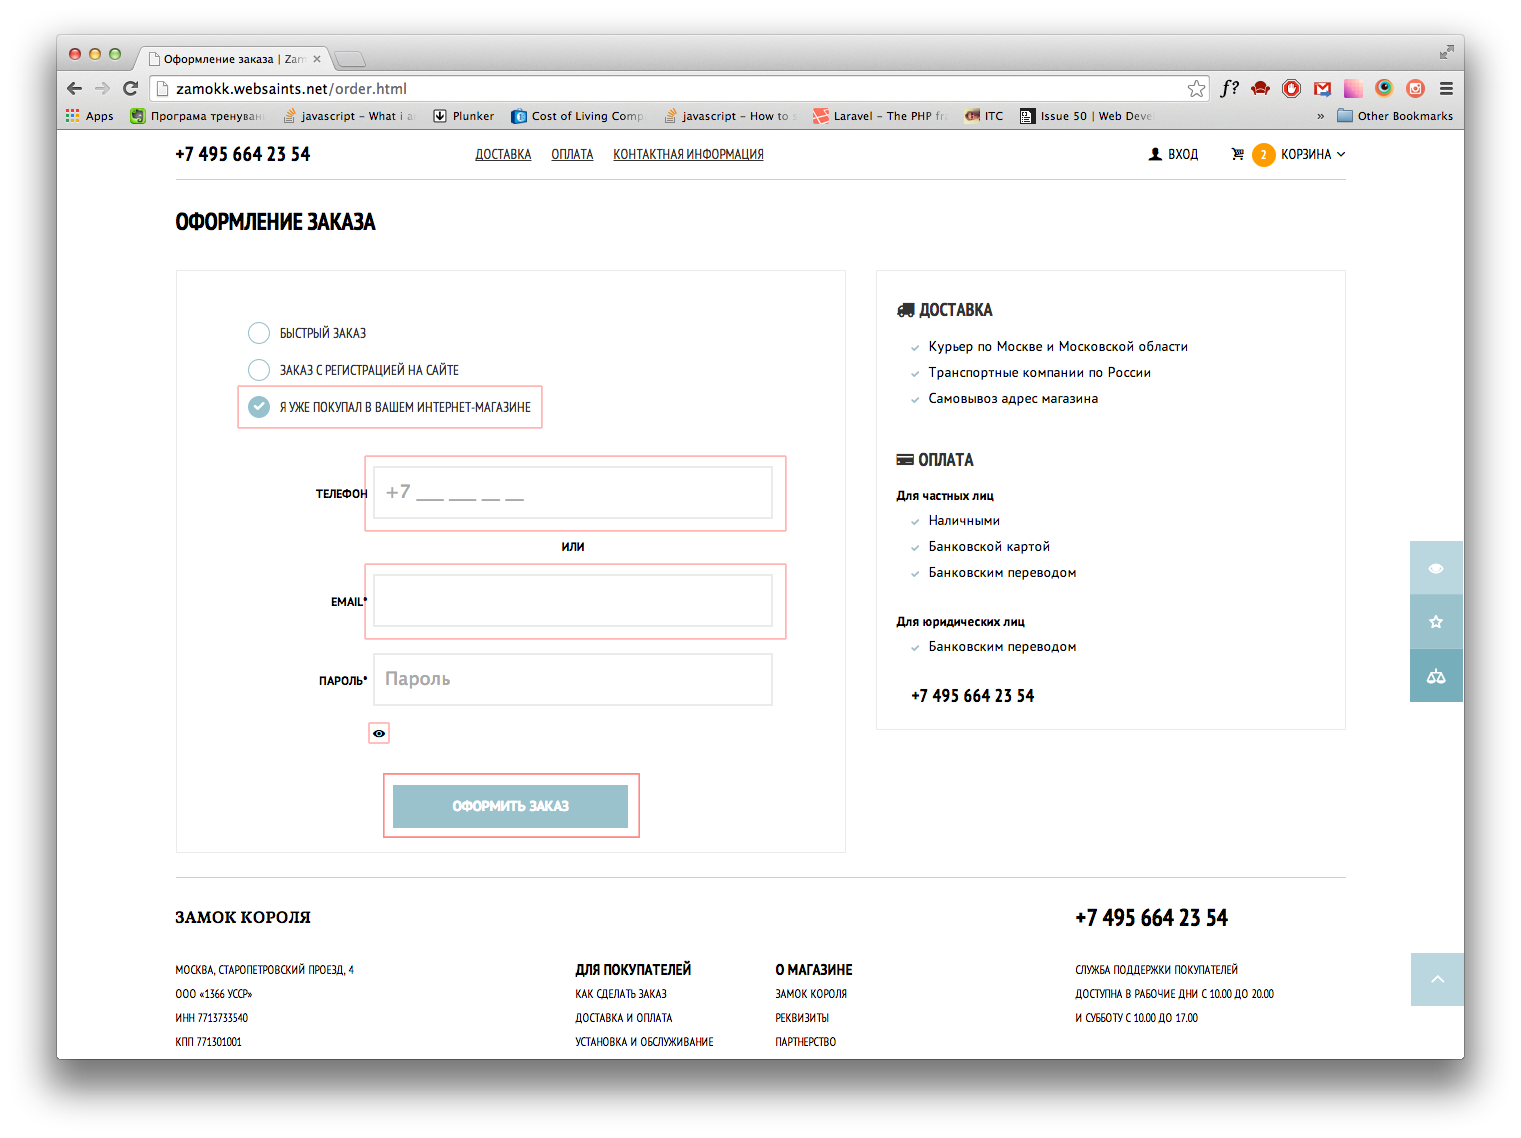 Оформление заказа | Zam
zamokk.websaints.net/order.html
Apps
Програма тренуван
javascript – What i a
Plunker
Cost of Living Comp
javascript – How to s
Laravel – The PHP fra
ITC
Issue 50 | Web Deve
»
Other Bookmarks
+7 495 664 23 54
ДОСТАВКА
ОПЛАТА
КОНТАКТНАЯ ИНФОРМАЦИЯ
ВХОД
2
КОРЗИНА
ОФОРМЛЕНИЕ ЗАКАЗА
БЫСТРЫЙ ЗАКАЗ
ЗАКАЗ С РЕГИСТРАЦИЕЙ НА САЙТЕ
Я УЖЕ ПОКУПАЛ В ВАШЕМ ИНТЕРНЕТ-МАГАЗИНЕ
ТЕЛЕФОН
+7 ___ ___ __ __
ИЛИ
EMAIL*
ПАРОЛЬ*
Пароль
ОФОРМИТЬ ЗАКАЗ
ДОСТАВКА
Курьер по Москве и Московской области
Транспортные компании по России
Самовывоз адрес магазина
ОПЛАТА
Для частных лиц
Наличными
Банковской картой
Банковским переводом
Для юридических лиц
Банковским переводом
+7 495 664 23 54
ЗАМОК КОРОЛЯ
МОСКВА, СТАРОПЕТРОВСКИЙ ПРОЕЗД, 4
ООО «1366 УССР»
ИНН 7713733540
КПП 771301001
ДЛЯ ПОКУПАТЕЛЕЙ
КАК СДЕЛАТЬ ЗАКАЗ
ДОСТАВКА И ОПЛАТА
УСТАНОВКА И ОБСЛУЖИВАНИЕ
О МАГАЗИНЕ
ЗАМОК КОРОЛЯ
РЕКВИЗИТЫ
ПАРТНЕРСТВО
+7 495 664 23 54
СЛУЖБА ПОДДЕРЖКИ ПОКУПАТЕЛЕЙ
ДОСТУПНА В РАБОЧИЕ ДНИ С 10.00 ДО 20.00
И СУББОТУ С 10.00 ДО 17.00